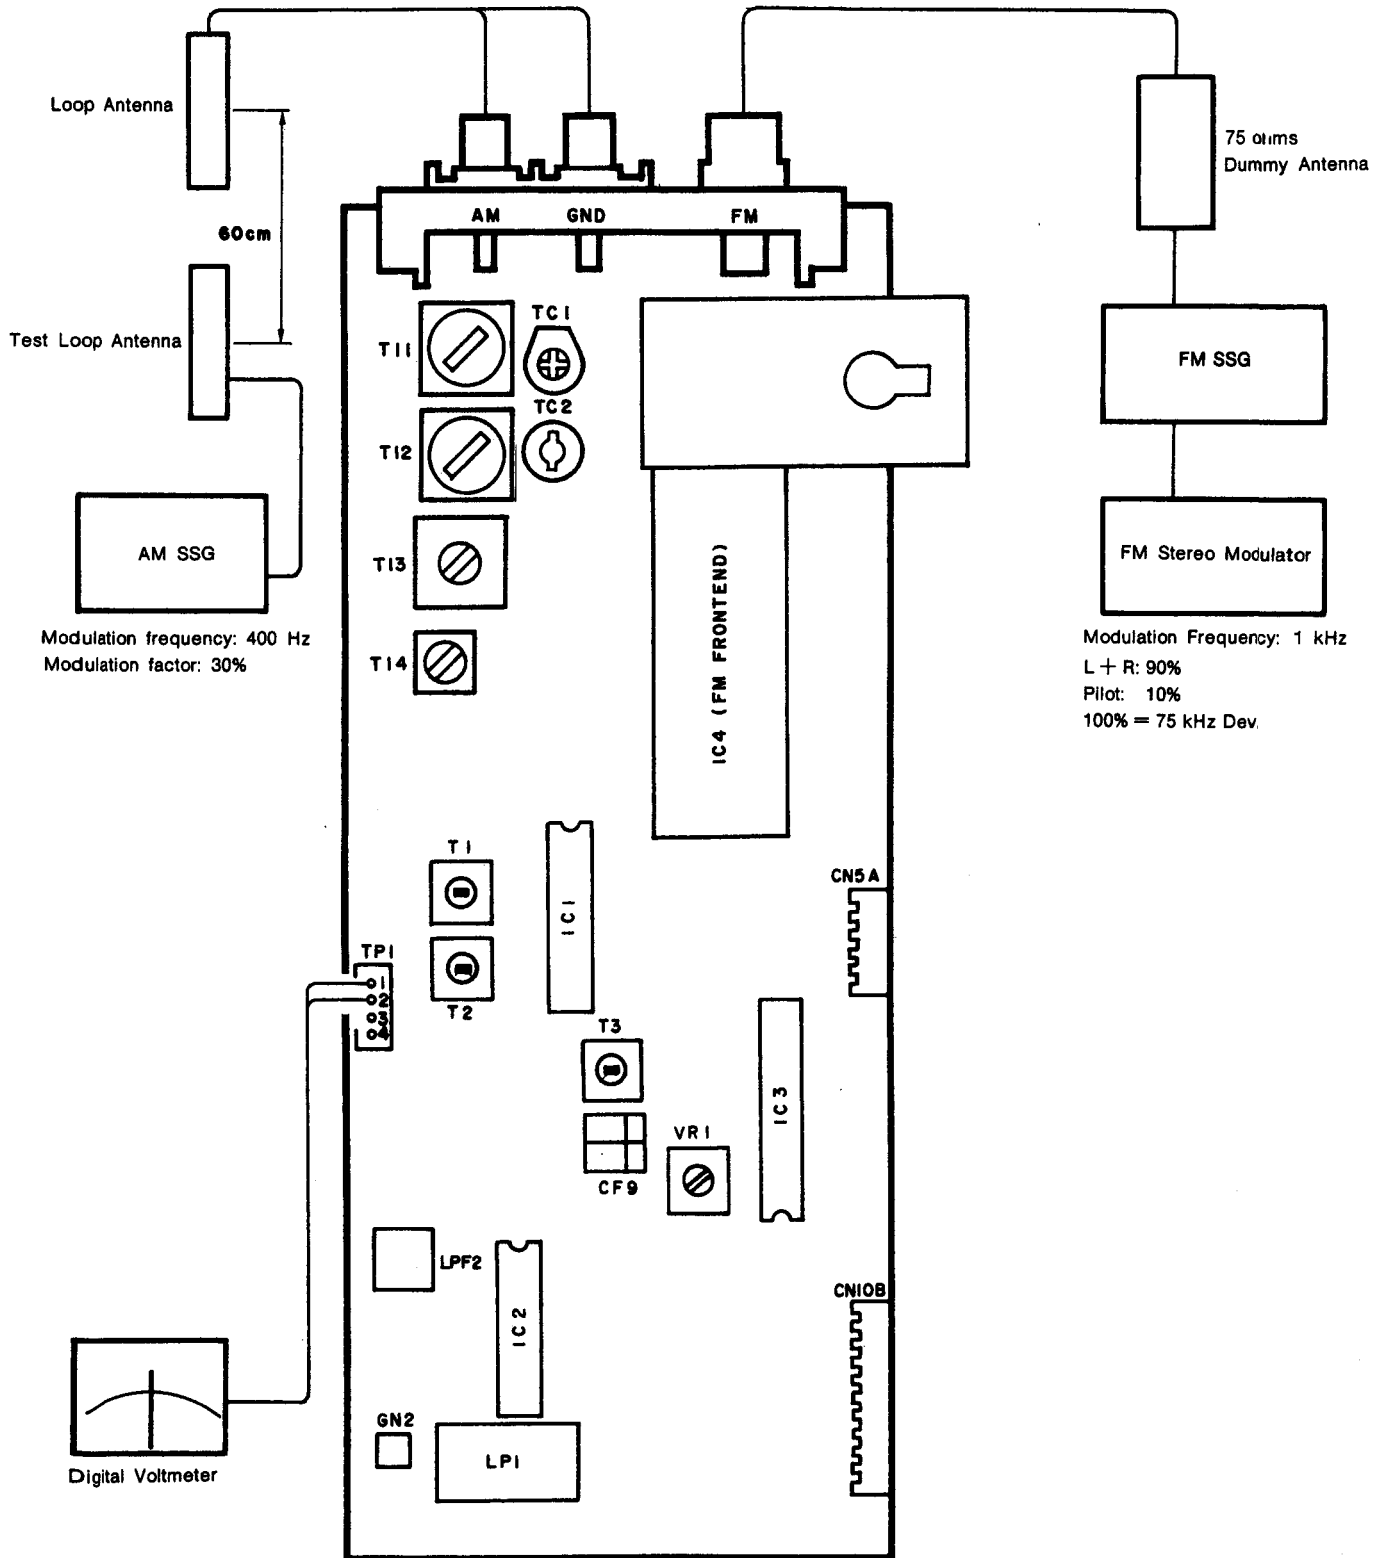 Loop Antenna
60cm
Test Loop Antenna
AM SSG
Modulation frequency: 400 Hz
Modulation factor: 30%
AM
GND
FM
75 ohms
Dummy Antenna
FM SSG
FM Stereo Modulator
Modulation Frequency: 1 kHz
L + R: 90%
Pilot: 10%
100% = 75 kHz Dev.
T11
TC1
T12
TC2
T13
T14
IC4 (FM FRONTEND)
T1
IC1
CN5A
TP1
1
2
3
4
T2
T3
IC3
VR1
CF9
LPF2
IC2
CN10B
GN2
LP1
Digital Voltmeter